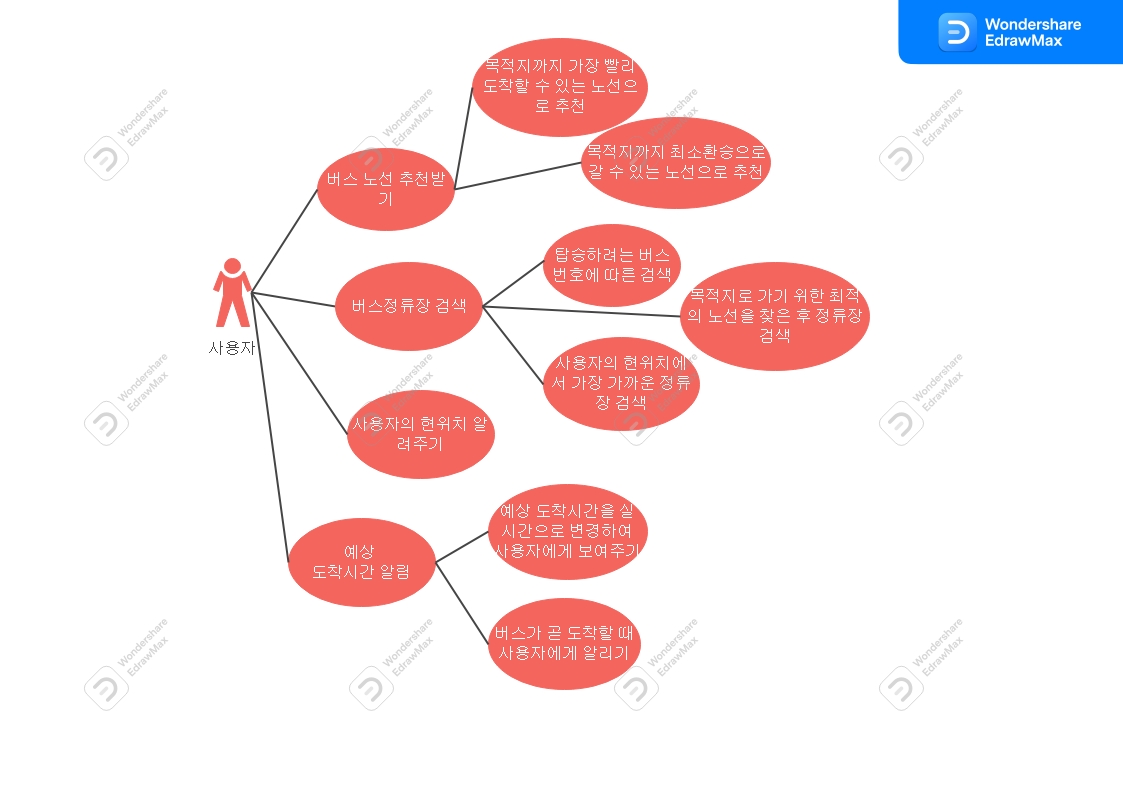 Wondershare
EdrawMax
목적지까지 가장 빨리
도착할 수 있는 노선으
로 추천
목적지까지 최소환승으로
갈 수 있는 노선으로 추천
버스 노선 추천받
기
탑승하려는 버스
번호에 따른 검색
버스정류장 검색
목적지로 가기 위한 최적
의 노선을 찾은 후 정류장
검색
사용자
사용자의 현위치에
서 가장 가까운 정류
장 검색
사용자의 현위치 알
려주기
예상 도착시간을 실
시간으로 변경하여
사용자에게 보여주기
예상
도착시간 알림
버스가 곧 도착할 때
사용자에게 알리기
Wondershare
EdrawMax
Wondershare
EdrawMax
Wondershare
EdrawMax
Wondershare
EdrawMax
Wondershare
EdrawMax
Wondershare
EdrawMax
Wondershare
EdrawMax
Wondershare
EdrawMax
Wondershare
EdrawMax
Wondershare
EdrawMax
Wondershare
EdrawMax
Wondershare
EdrawMax